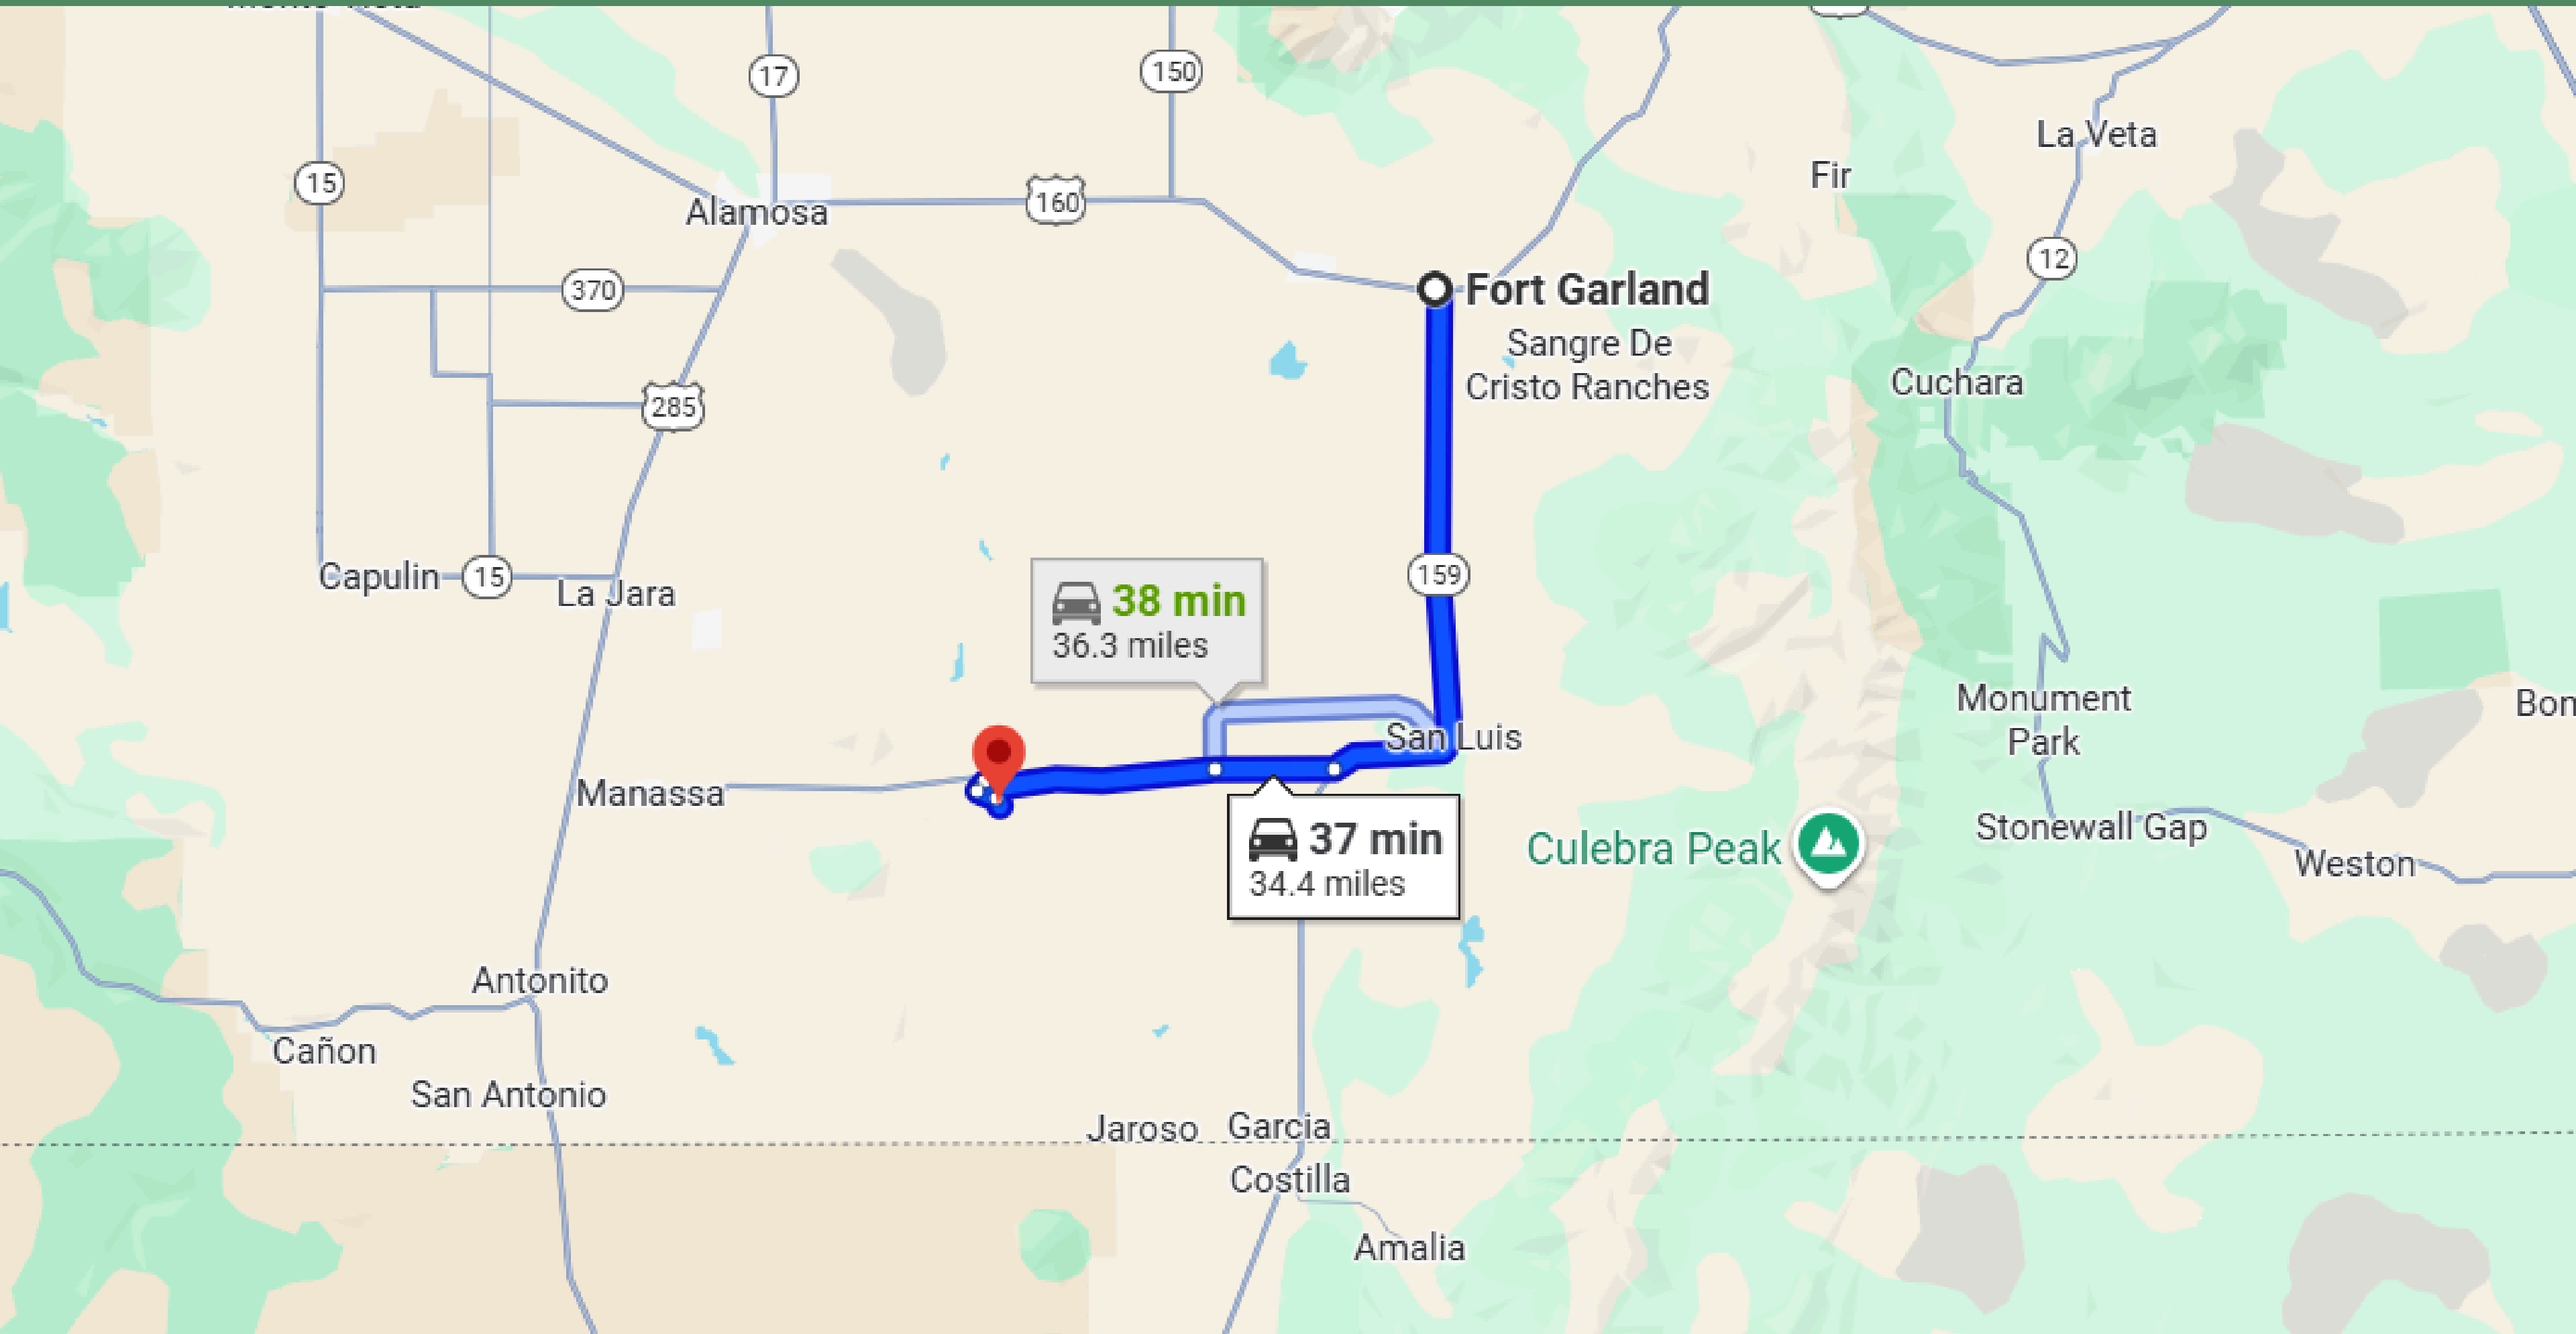 17
150
La Veta
Fir
15
160
Alamosa
12
370
Fort Garland
Sangre De
Cristo Ranches
Cuchara
285
Capulin
15
La Jara
159
38 min
36.3 miles
Monument
Park
San Luis
Manassa
37 min
34.4 miles
Culebra Peak
Stonewall Gap
Weston
Antonito
Cañon
San Antonio
Jaroso
Garcia
Costilla
Amalia